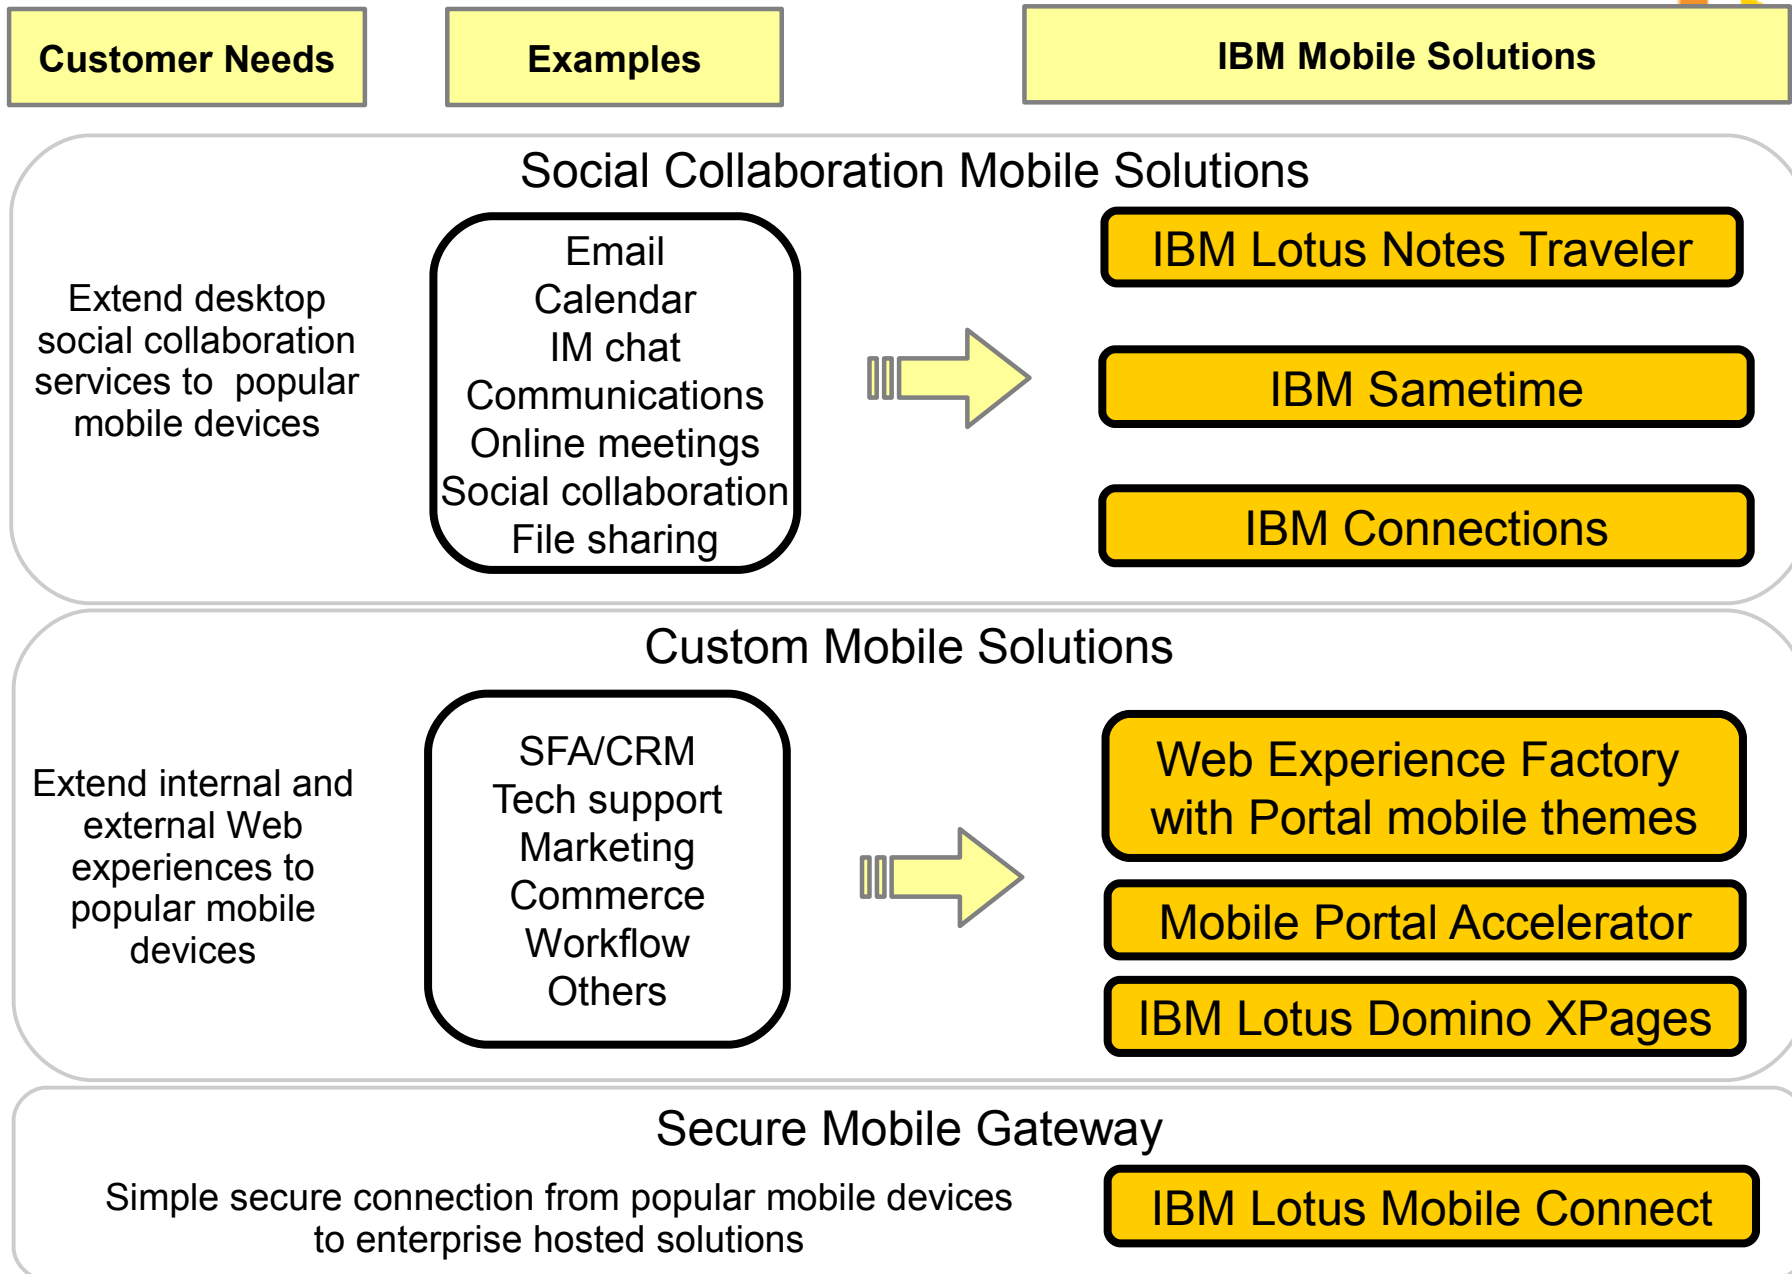 Customer Needs
Examples
IBM Mobile Solutions
Social Collaboration Mobile Solutions
Extend desktop
social collaboration
services to  popular
mobile devices
Email
Calendar
IM chat
Communications
Online meetings
Social collaboration
File sharing
IBM Lotus Notes Traveler
IBM Sametime
IBM Connections
Custom Mobile Solutions
Extend internal and
external Web
experiences to
popular mobile
devices
SFA/CRM
Tech support
Marketing
Commerce
Workflow
Others
Web Experience Factory
with Portal mobile themes
Mobile Portal Accelerator
IBM Lotus Domino XPages
Secure Mobile Gateway
Simple secure connection from popular mobile devices
to enterprise hosted solutions
IBM Lotus Mobile Connect